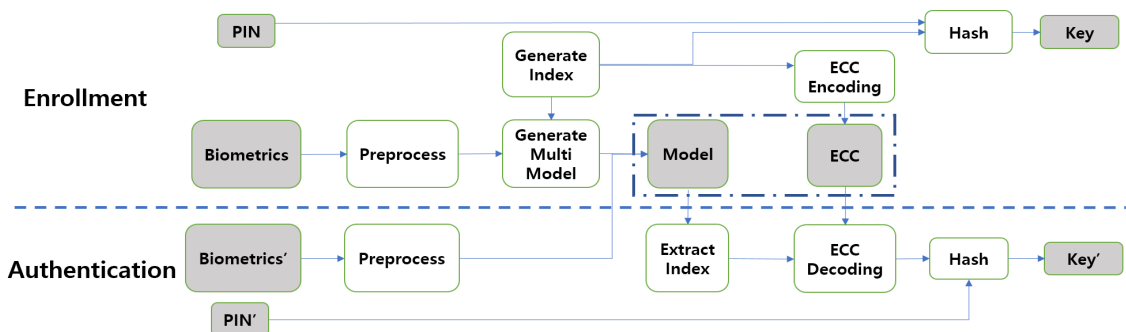 PIN
Hash
Key
Generate
Index
ECC
Encoding
Enrollment
Biometrics
Preprocess
Generate
Multi
Model
Model
ECC
Biometrics’
Preprocess
Extract
Index
ECC
Decoding
Hash
Key’
Authentication
PIN’